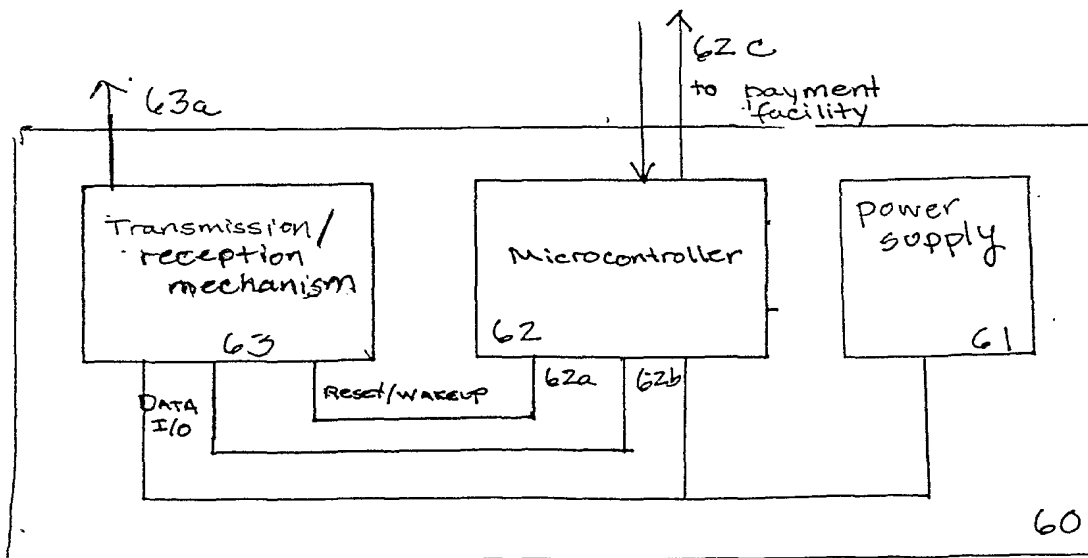 63a
62c
to payment
facility
Transmission/
reception
mechanism
63
Microcontroller
62
power
supply
61
DATA
I/O
Reset/WAKEUP
62a
62b
60